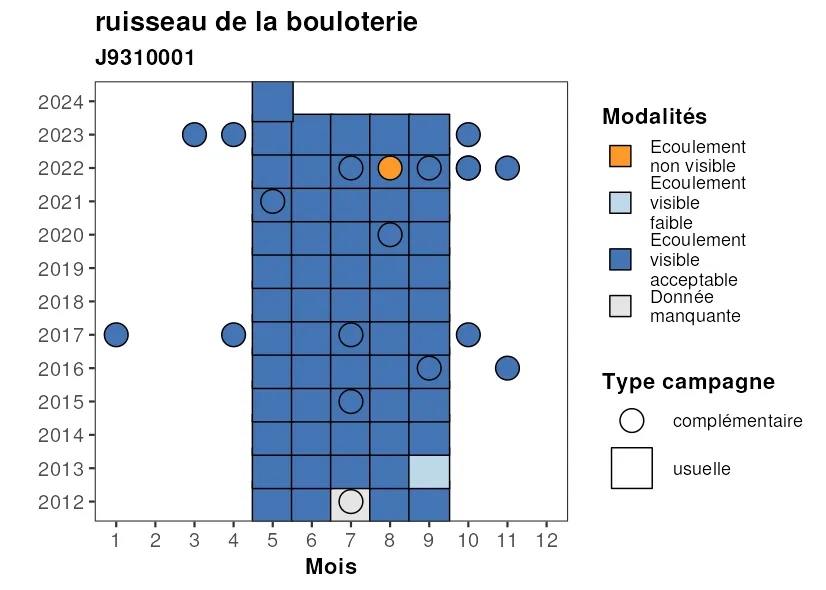 ruisseau de la bouloterie
J9310001
2024
2023
2022
2021
2020
2019
2018
2017
2016
2015
2014
2013
2012
1 2 3 4 5 6 7 8 9 10 11 12
Mois
Modalités
Ecoulement
non visible
Ecoulement
visible
faible
Ecoulement
visible
acceptable
Donnée
manquante
Type campagne
complémentaire
usuelle